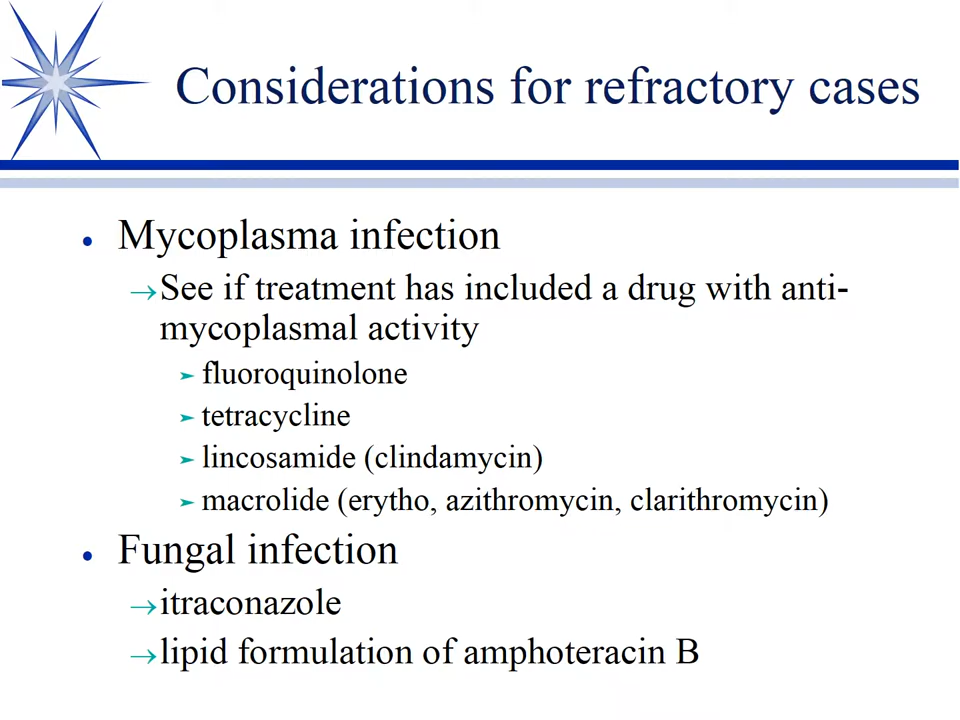 Considerations for refractory cases
• Mycoplasma infection
→See if treatment has included a drug with anti-
mycoplasmal activity
➢ fluoroquinolone
➢ tetracycline
➢ lincosamide (clindamycin)
➢ macrolide (erytho, azithromycin, clarithromycin)
• Fungal infection
→itraconazole
→lipid formulation of amphoteracin B